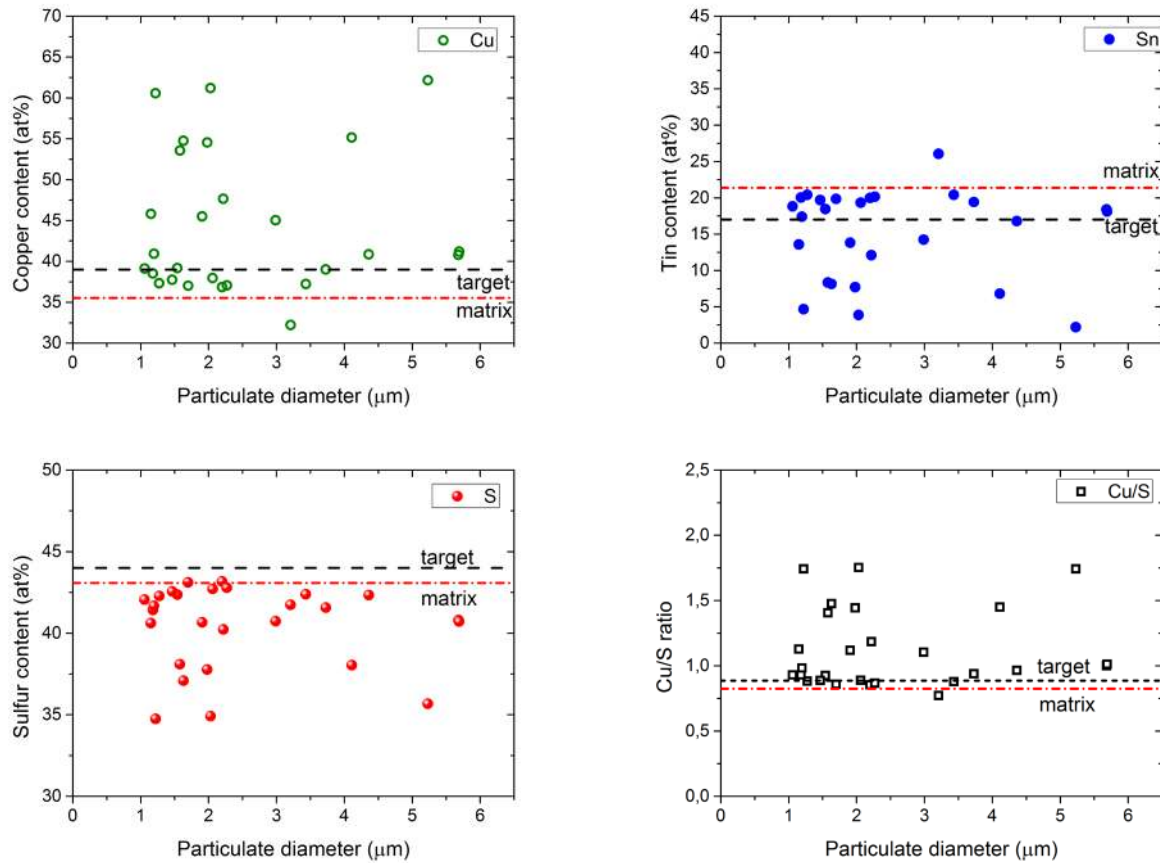 Copper content (at%)
70
65
60
55
50
45
40
35
30
Cu
target
matrix
0 1 2 3 4 5 6
Particulate diameter (μm)
Tin content (at%)
45
40
35
30
25
20
15
10
5
0
Sn
matrix
target
0 1 2 3 4 5 6
Particulate diameter (μm)
Sulfur content (at%)
50
45
40
35
30
S
target
matrix
0 1 2 3 4 5 6
Particulate diameter (μm)
Cu/S ratio
2,5
2,0
1,5
1,0
0,5
0,0
Cu/S
target
matrix
0 1 2 3 4 5 6
Particulate diameter (μm)